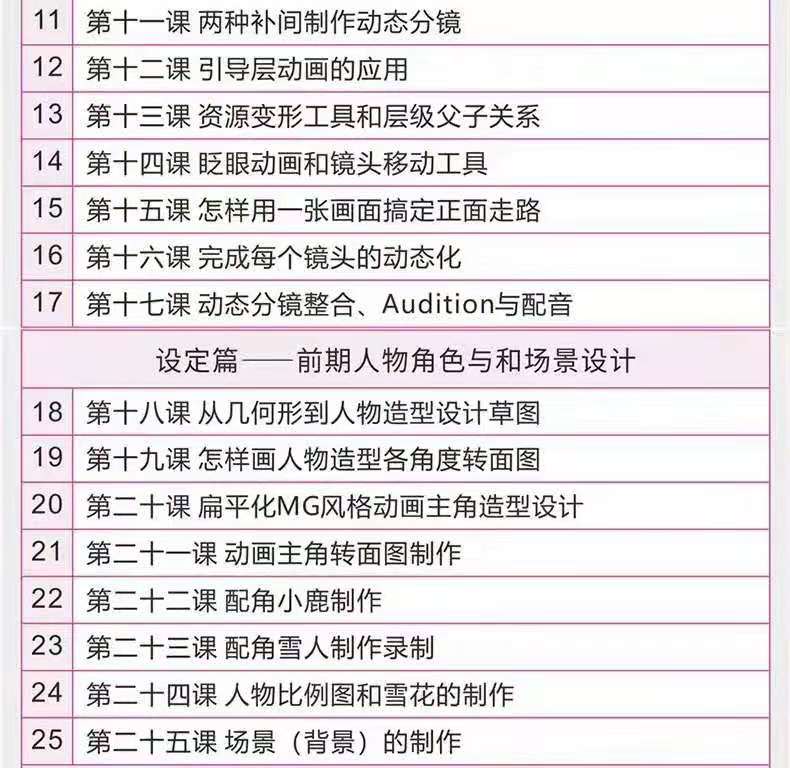 11 第十一课 两种补间制作动态分镜
12 第十二课 引导层动画的应用
13 第十三课 资源变形工具和层级父子关系
14 第十四课 眨眼动画和镜头移动工具
15 第十五课 怎样用一张画面搞定正面走路
16 第十六课 完成每个镜头的动态化
17 第十七课 动态分镜整合、Audition与配音
设定篇——前期人物角色与和场景设计
18 第十八课 从几何形到人物造型设计草图
19 第十九课 怎样画人物造型各角度转面图
20 第二十课 扁平化MG风格动画主角造型设计
21 第二十一课 动画主角转面图制作
22 第二十二课 配角小鹿制作
23 第二十三课 配角雪人制作录制
24 第二十四课 人物比例图和雪花的制作
25 第二十五课 场景（背景）的制作